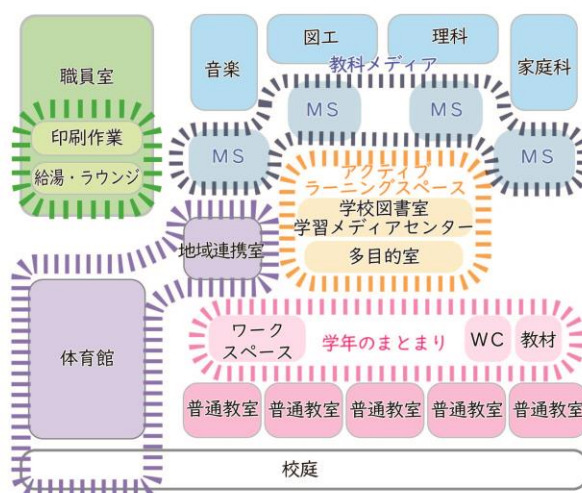 職員室
印刷作業
給湯・ラウンジ
音楽
図工
理科
家庭科
教科メディア
MS
MS
MS
MS
アクティブ
ラーニングスペース
学校図書室
学習メディアセンター
多目的室
地域連携室
体育館
ワーク
スペース
学年のまとまり
WC
教材
普通教室
普通教室
普通教室
普通教室
普通教室
校庭